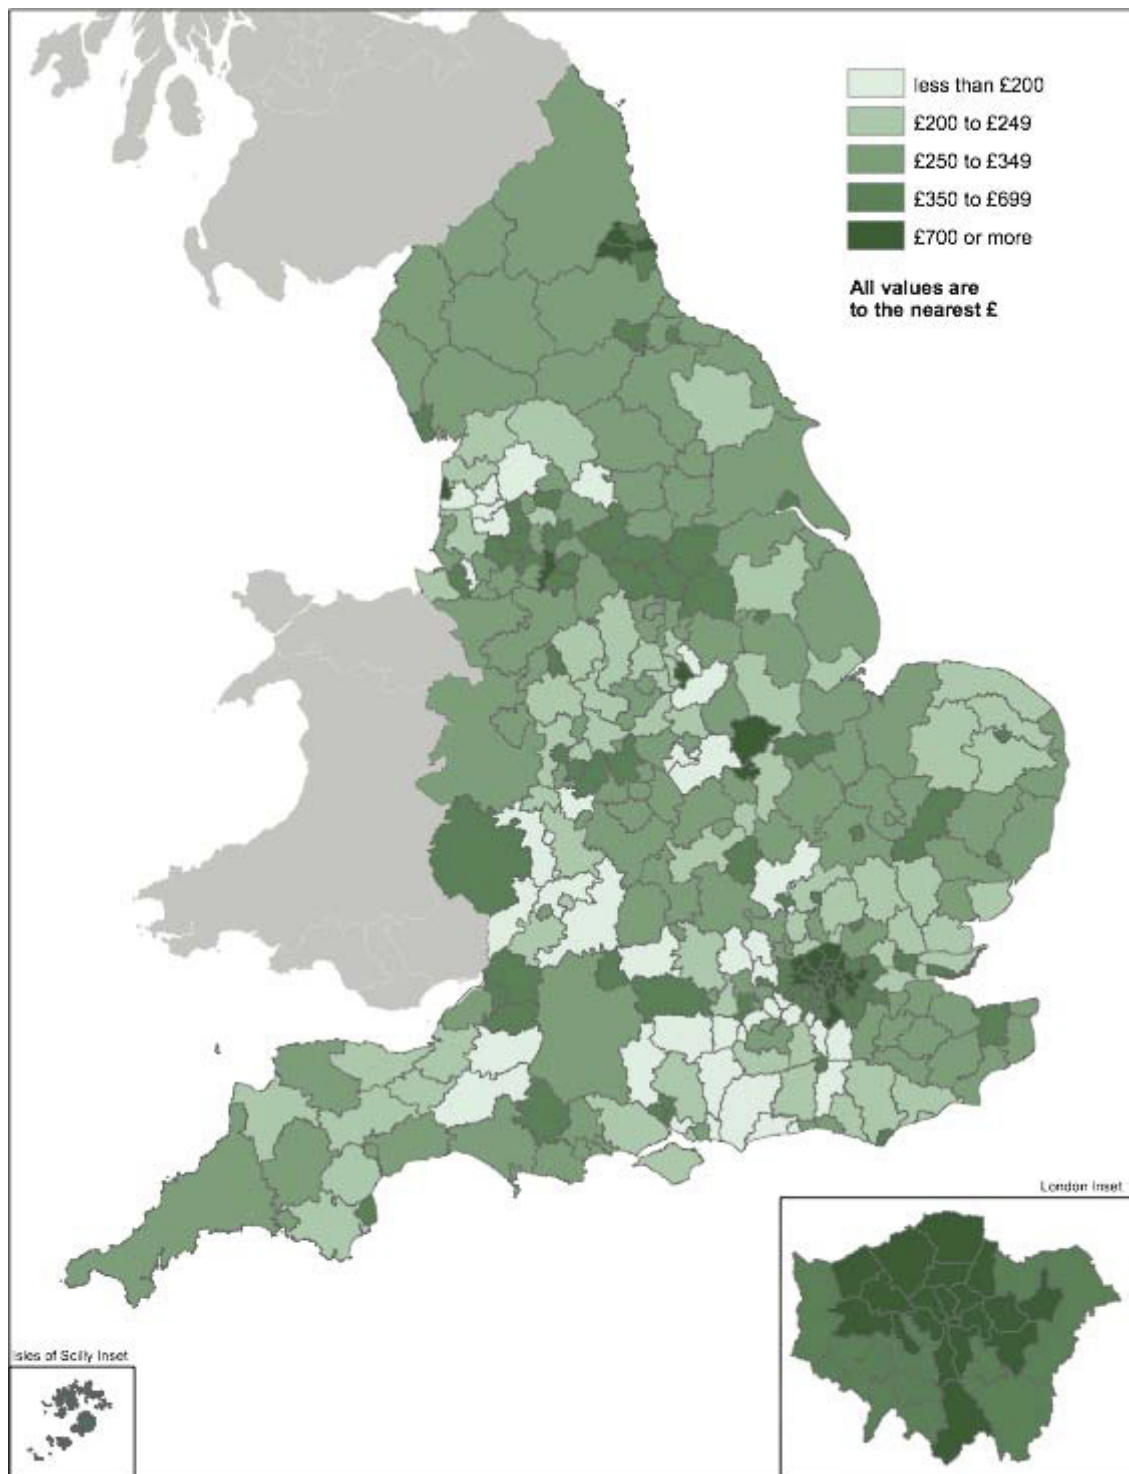 less than £200
£200 to £249
£250 to £349
£350 to £699
£700 or more
All values are
to the nearest £
London Inset
Isles of Scilly Inset